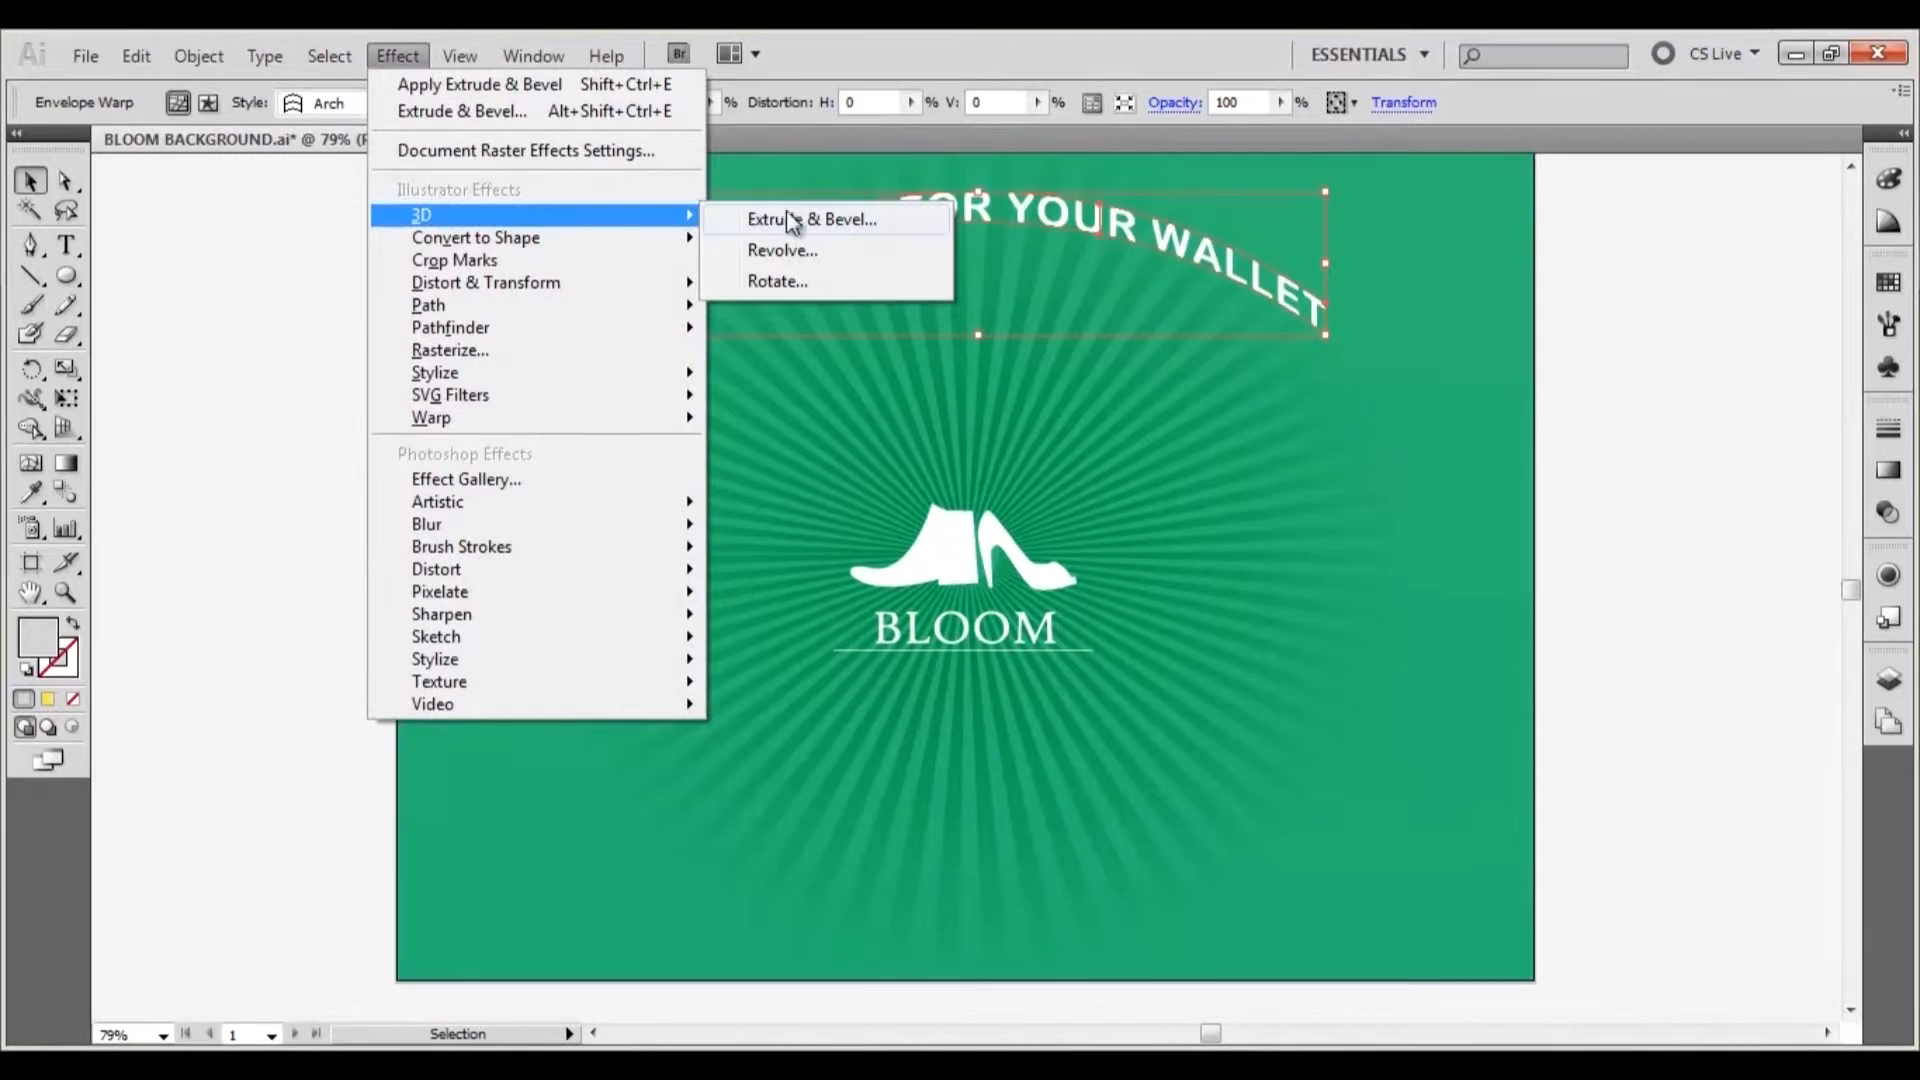 Ai File Edit Object Type Select Effect View Window Help Br ESSENTIALS CS Live
Envelope Warp Style: Arch % Distortion: H: 0 % V: 0 % Opacity: 100 % Transform
BLOOM BACKGROUND.ai* @ 79%
Apply Extrude & Bevel Shift+Ctrl+E
Extrude & Bevel... Alt+Shift+Ctrl+E
Document Raster Effects Settings...
Illustrator Effects
3D
Convert to Shape
Crop Marks
Distort & Transform
Path
Pathfinder
Rasterize...
Stylize
SVG Filters
Warp
Photoshop Effects
Effect Gallery...
Artistic
Blur
Brush Strokes
Distort
Pixelate
Sharpen
Sketch
Stylize
Texture
Video
Extrude & Bevel...
Revolve...
Rotate...
FOR YOUR WALLET
BLOOM
79% 1 Selection